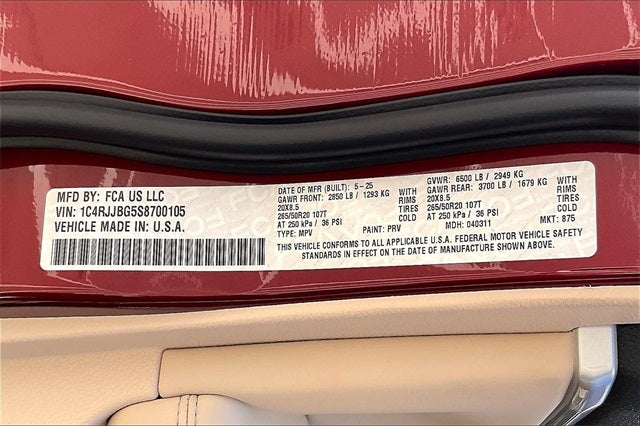 MFD BY: FCA US LLC
VIN: 1C4RJJBG5S8700105
VEHICLE MADE IN: U.S.A.
DATE OF MFR (BUILT): 5-25
GAWR FRONT: 2850 LB / 1293 KG
20X8.5 WITH
265/50R20 107T TIRES
AT 250 kPa / 36 PSI COLD
TYPE: MPV PAINT: PRV
GVWR: 6500 LB / 2949 KG
GAWR REAR: 3700 LB / 1679 KG
20X8.5 WITH
265/50R20 107T TIRES
AT 250 kPa / 36 PSI COLD
MDH: 040311 MKT: 875
THIS VEHICLE CONFORMS TO ALL APPLICABLE U.S.A. FEDERAL MOTOR VEHICLE SAFETY
STANDARDS IN EFFECT ON THE DATE OF MANUFACTURE SHOWN ABOVE.